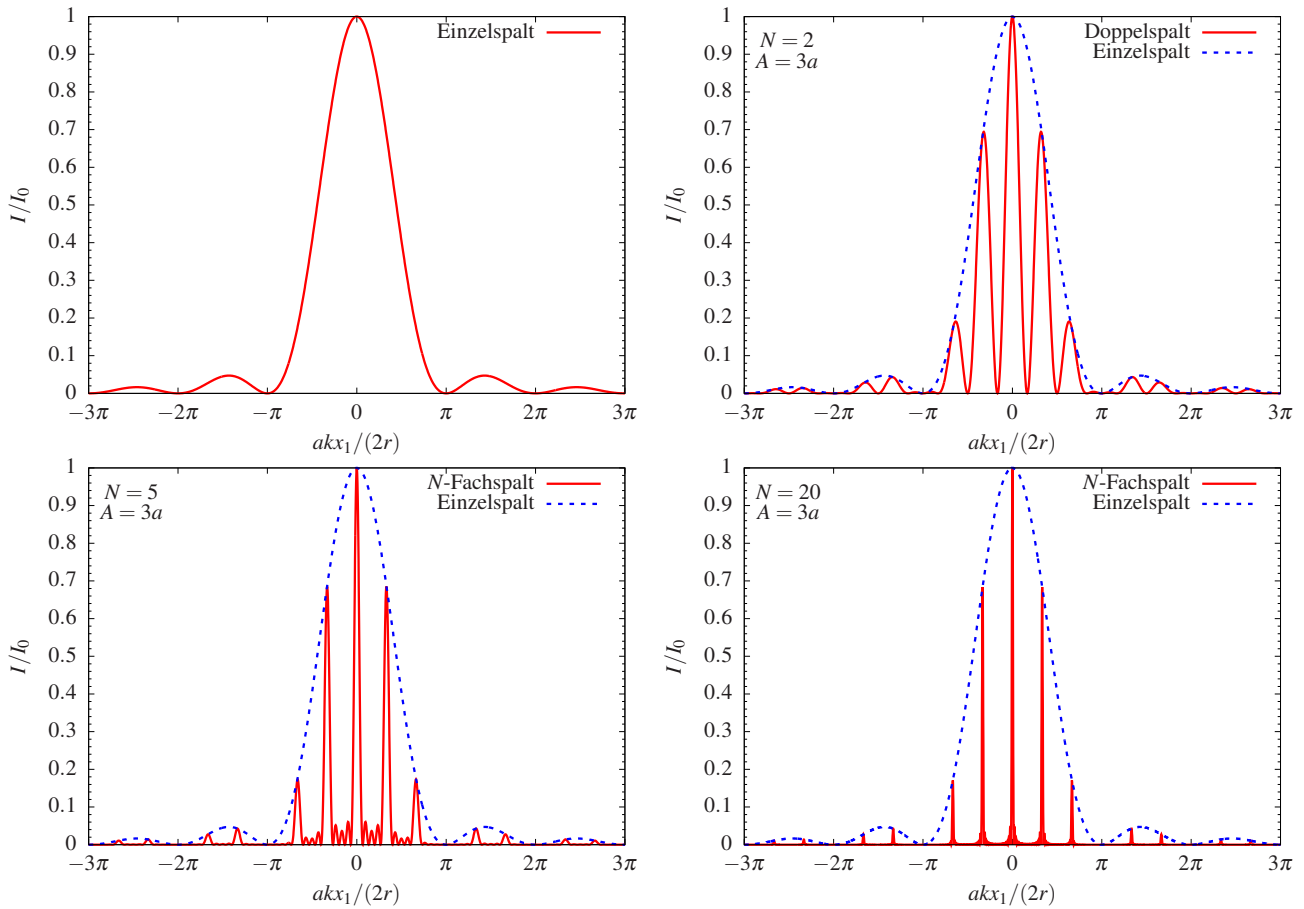 Einzelspalt
I/I₀
1
0.9
0.8
0.7
0.6
0.5
0.4
0.3
0.2
0.1
0
−3π −2π −π 0 π 2π 3π
akx₁/(2r)
N = 2
A = 3a
Doppelspalt
Einzelspalt
I/I₀
1
0.9
0.8
0.7
0.6
0.5
0.4
0.3
0.2
0.1
0
−3π −2π −π 0 π 2π 3π
akx₁/(2r)
N = 5
A = 3a
N-Fachspalt
Einzelspalt
I/I₀
1
0.9
0.8
0.7
0.6
0.5
0.4
0.3
0.2
0.1
0
−3π −2π −π 0 π 2π 3π
akx₁/(2r)
N = 20
A = 3a
N-Fachspalt
Einzelspalt
I/I₀
1
0.9
0.8
0.7
0.6
0.5
0.4
0.3
0.2
0.1
0
−3π −2π −π 0 π 2π 3π
akx₁/(2r)